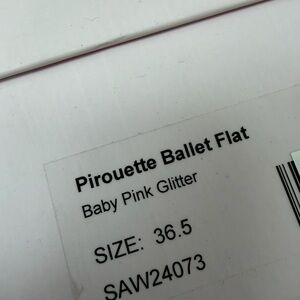 Pirouette Ballet Flat
Baby Pink Glitter
SIZE: 36.5
SAW24073